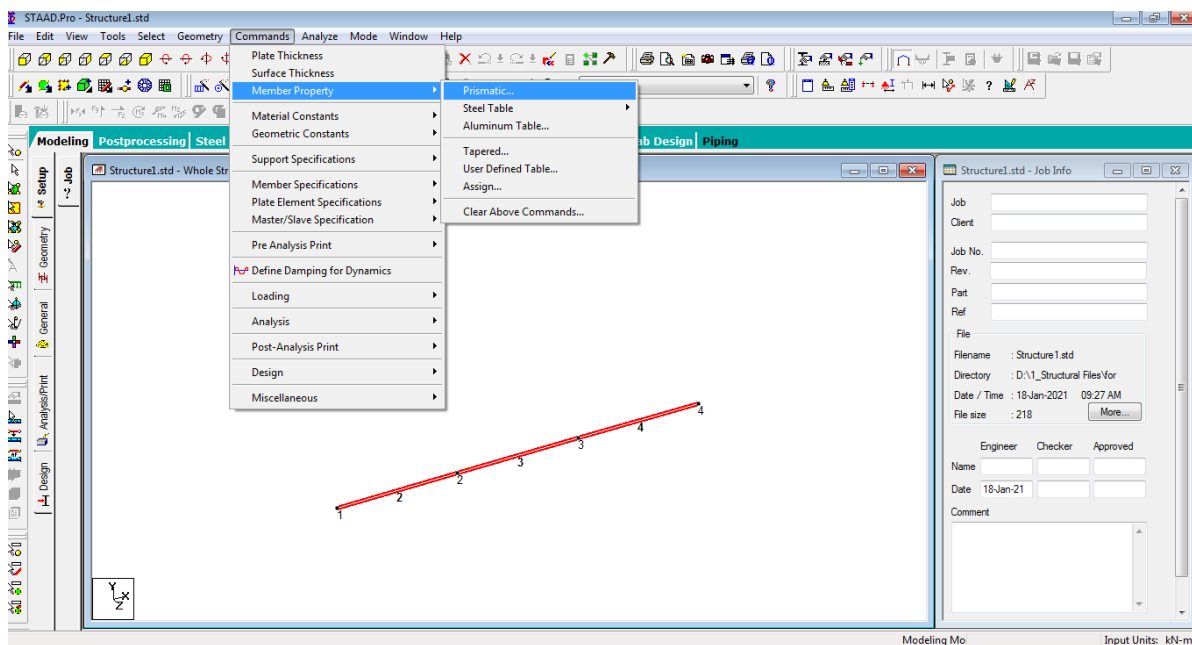 STAAD.Pro - Structure1.std
File Edit View Tools Select Geometry Commands Analyze Mode Window Help
Modeling Postprocessing Steel ab Design Piping
Plate Thickness
Surface Thickness
Member Property
Material Constants
Geometric Constants
Support Specifications
Member Specifications
Plate Element Specifications
Master/Slave Specification
Pre Analysis Print
Define Damping for Dynamics
Loading
Analysis
Post-Analysis Print
Design
Miscellaneous
Prismatic...
Steel Table
Aluminum Table...
Tapered...
User Defined Table...
Assign...
Clear Above Commands...
Setup
Geometry
General
Analysis/Print
Design
Job
Structure1.std - Whole Str
1
2
2
3
3
4
4
Y
X
Z
Structure1.std - Job Info
Job
Client
Job No.
Rev.
Part
Ref
File
Filename : Structure1.std
Directory : D:\1_Structural Files\for
Date / Time : 18-Jan-2021 09:27 AM
File size : 218 More...
Engineer Checker Approved
Name
Date 18-Jan-21
Comment
Modeling Mo Input Units: kN-m